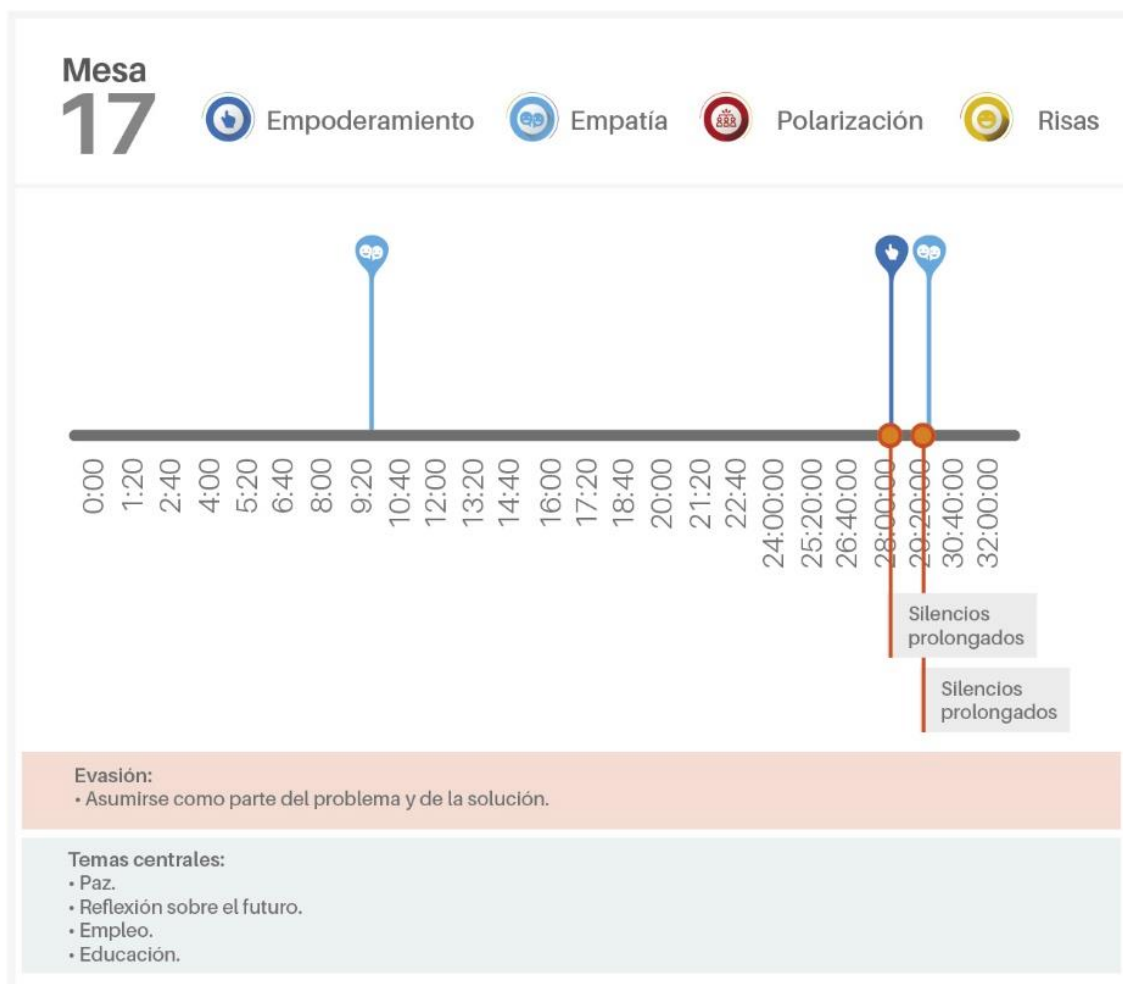 Mesa
17
Empoderamiento
Empatía
Polarización
Risas
0:00
1:20
2:40
4:00
5:20
6:40
8:00
9:20
10:40
12:00
13:20
14:40
16:00
17:20
18:40
20:00
21:20
22:40
24:00:00
25:20:00
26:40:00
28:00:00
20:20:00
30:40:00
32:00:00
Silencios
prolongados
Silencios
prolongados
Evasión:
• Asumirse como parte del problema y de la solución.
Temas centrales:
• Paz.
• Reflexión sobre el futuro.
• Empleo.
• Educación.